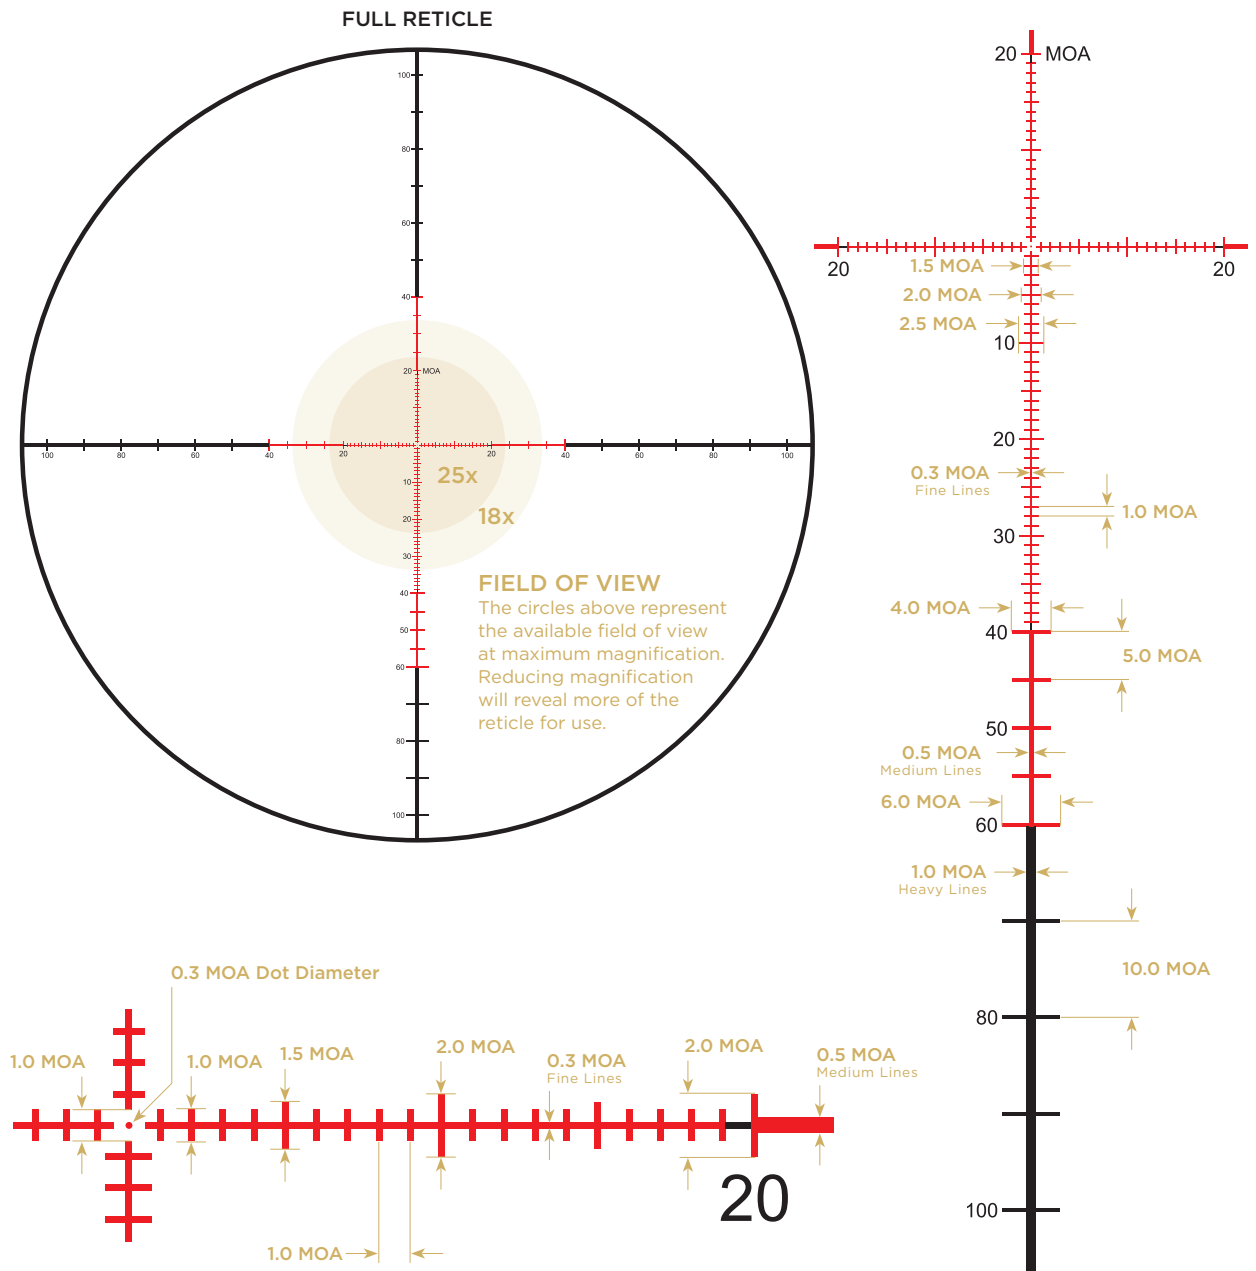 FULL RETICLE
100
80
60
40
20 MOA
100
80
60
40
20
20
40
60
80
100
10
20
30
40
50
60
80
100
25x
18x
FIELD OF VIEW
The circles above represent
the available field of view
at maximum magnification.
Reducing magnification
will reveal more of the
reticle for use.
20 MOA
20
20
1.5 MOA
2.0 MOA
2.5 MOA
10
20
0.3 MOA
Fine Lines
1.0 MOA
30
4.0 MOA
40
5.0 MOA
50
0.5 MOA
Medium Lines
6.0 MOA
60
1.0 MOA
Heavy Lines
10.0 MOA
80
100
0.3 MOA Dot Diameter
1.0 MOA
1.0 MOA
1.5 MOA
2.0 MOA
0.3 MOA
Fine Lines
2.0 MOA
0.5 MOA
Medium Lines
20
1.0 MOA